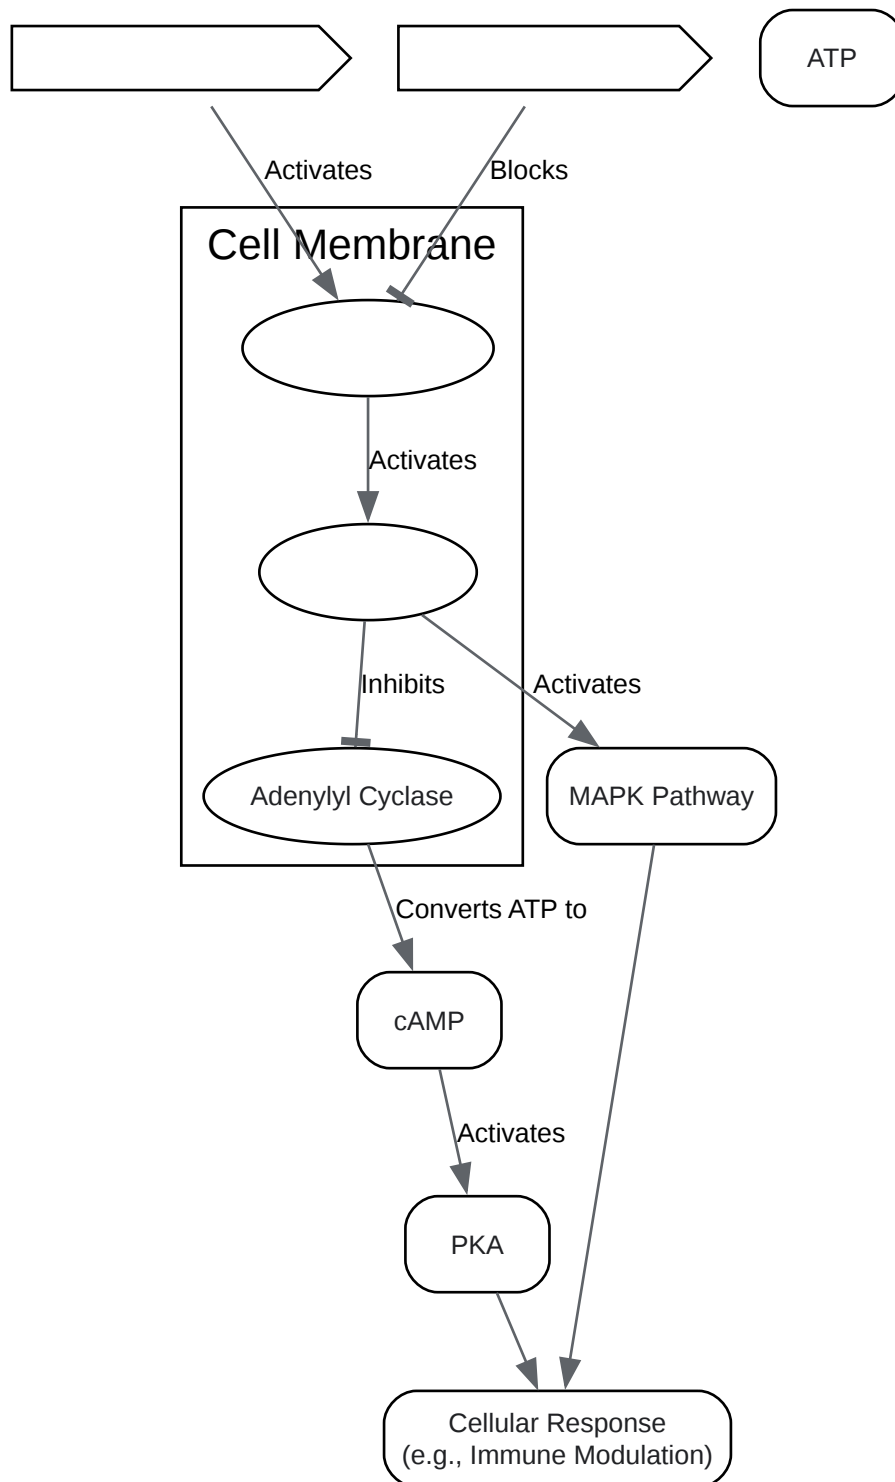 ATP
Activates
Blocks
Cell Membrane
Activates
Inhibits
Activates
Adenylyl Cyclase
MAPK Pathway
Converts ATP to
cAMP
Activates
PKA
Cellular Response
(e.g., Immune Modulation)